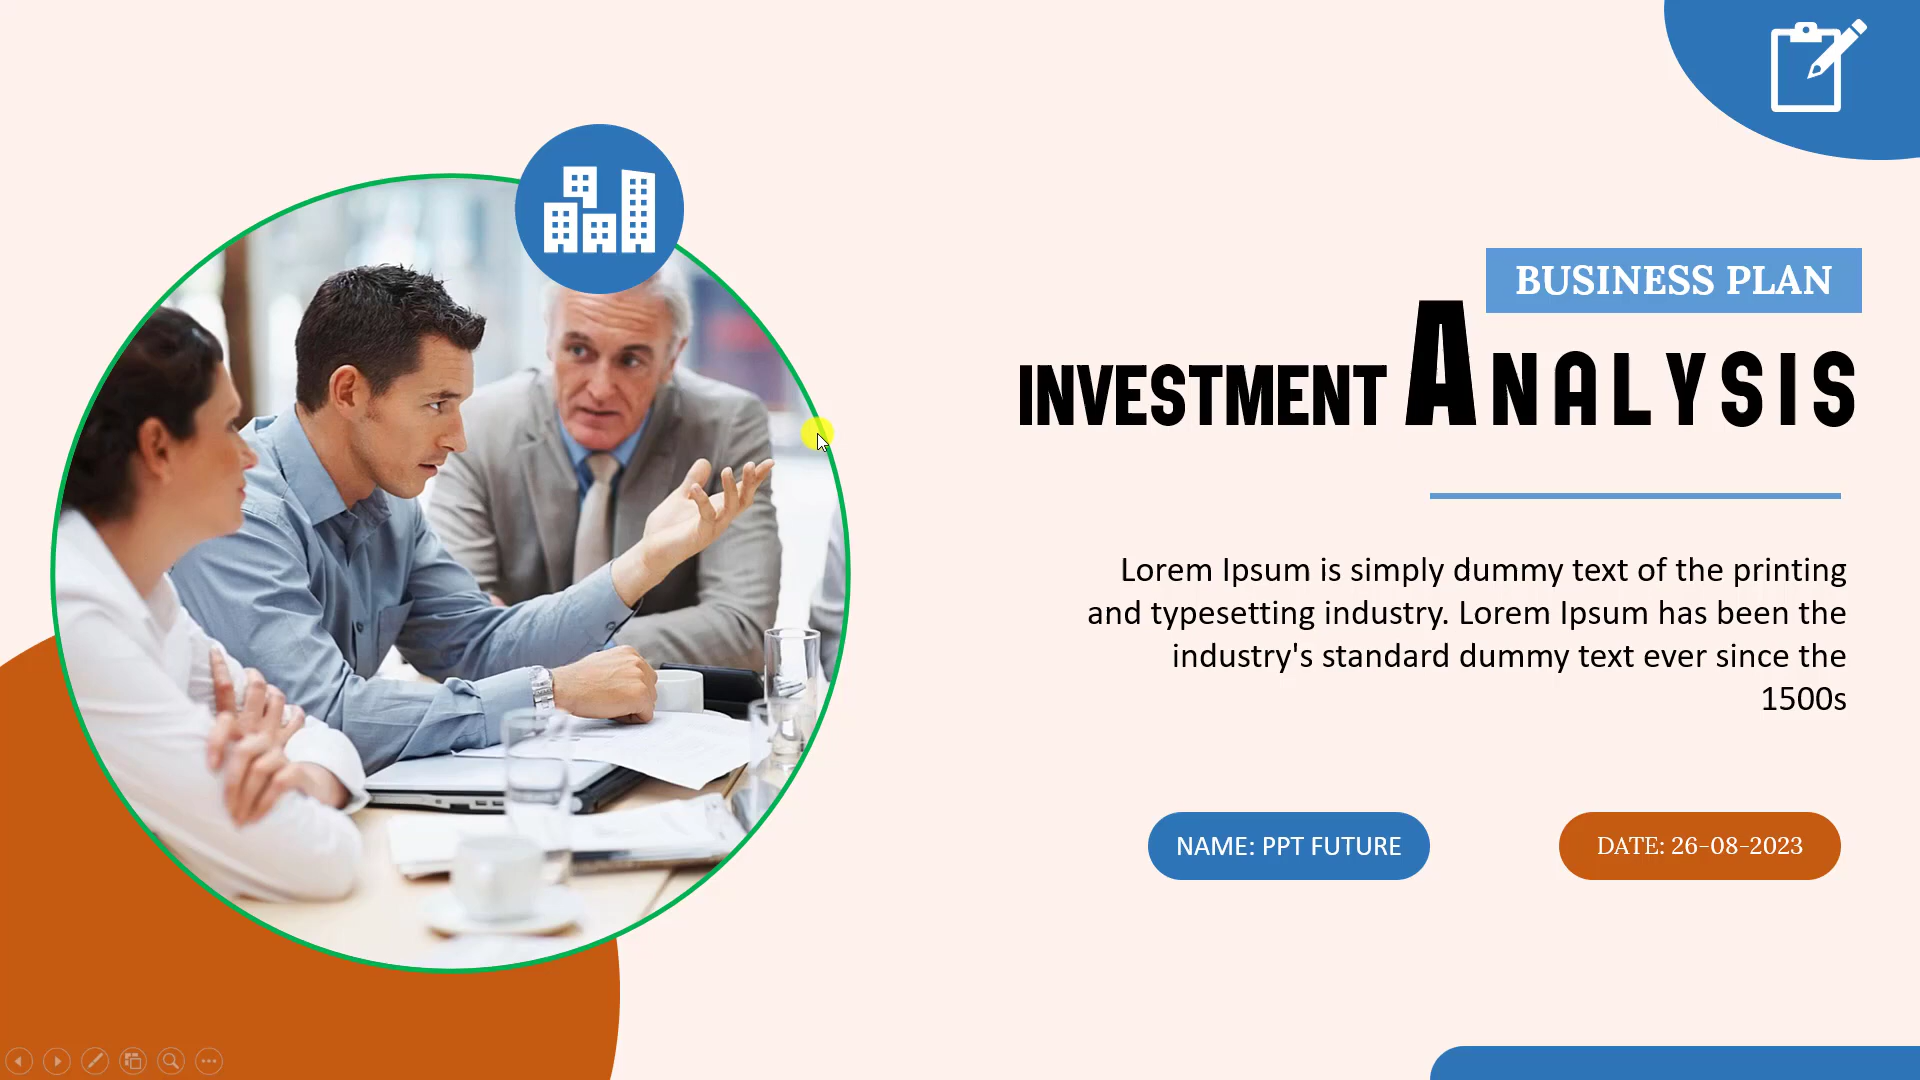 BUSINESS PLAN
INVESTMENT ANALYSIS
Lorem Ipsum is simply dummy text of the printing
and typesetting industry. Lorem Ipsum has been the
industry's standard dummy text ever since the
1500s
NAME: PPT FUTURE
DATE: 26-08-2023